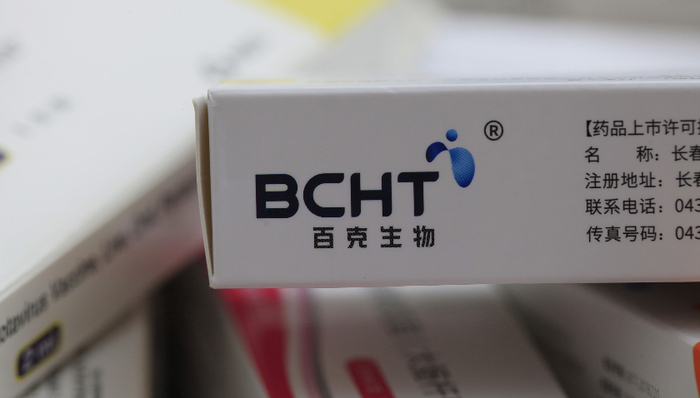 BCHT
®
百克生物
【药品上市许可
名 称：长春
注册地址：长春
联系电话：043
传真号码：043
Vaccine